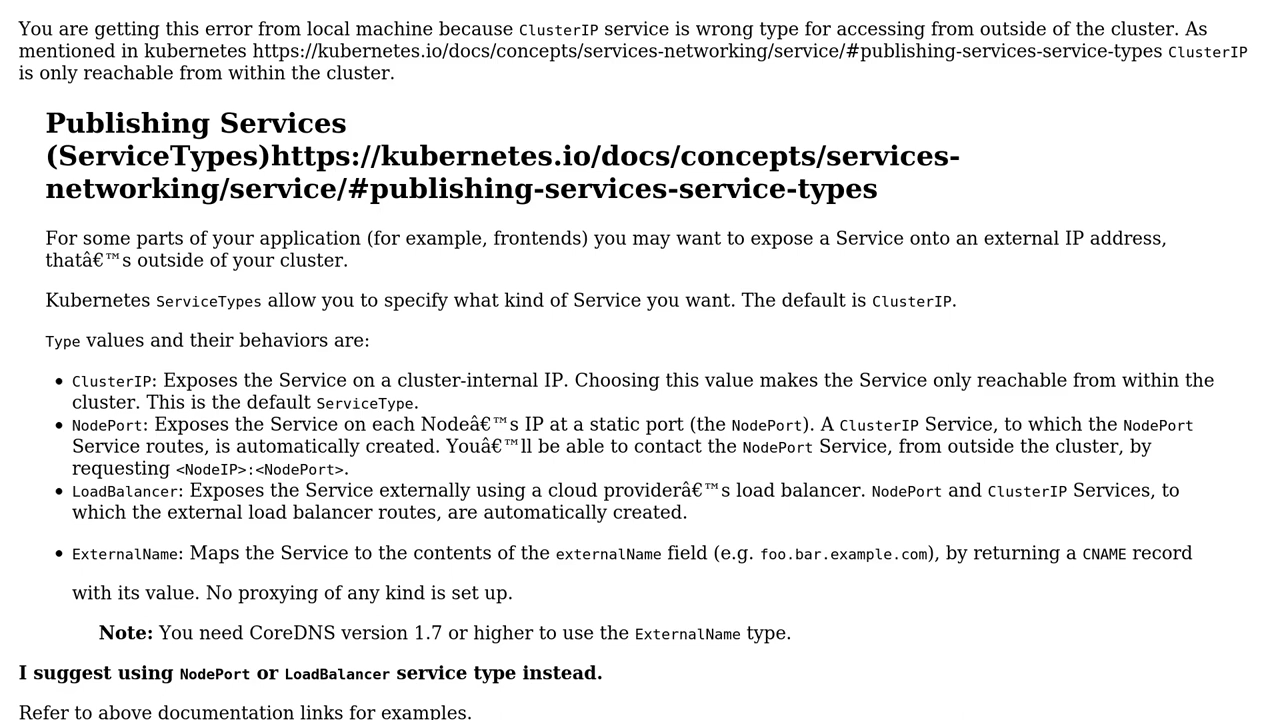 You are getting this error from local machine because ClusterIP service is wrong type for accessing from outside of the cluster. As
mentioned in kubernetes https://kubernetes.io/docs/concepts/services-networking/service/#publishing-services-service-types ClusterIP
is only reachable from within the cluster.
Publishing Services
(ServiceTypes)https://kubernetes.io/docs/concepts/services-
networking/service/#publishing-services-service-types
For some parts of your application (for example, frontends) you may want to expose a Service onto an external IP address,
thatâ€™s outside of your cluster.
Kubernetes ServiceTypes allow you to specify what kind of Service you want. The default is ClusterIP.
Type values and their behaviors are:
• ClusterIP: Exposes the Service on a cluster-internal IP. Choosing this value makes the Service only reachable from within the
cluster. This is the default ServiceType.
• NodePort: Exposes the Service on each Nodeâ€™s IP at a static port (the NodePort). A ClusterIP Service, to which the NodePort
Service routes, is automatically created. Youâ€™ll be able to contact the NodePort Service, from outside the cluster, by
requesting <NodeIP>:<NodePort>.
• LoadBalancer: Exposes the Service externally using a cloud providerâ€™s load balancer. NodePort and ClusterIP Services, to
which the external load balancer routes, are automatically created.
• ExternalName: Maps the Service to the contents of the externalName field (e.g. foo.bar.example.com), by returning a CNAME record
with its value. No proxying of any kind is set up.
Note: You need CoreDNS version 1.7 or higher to use the ExternalName type.
I suggest using NodePort or LoadBalancer service type instead.
Refer to above documentation links for examples.